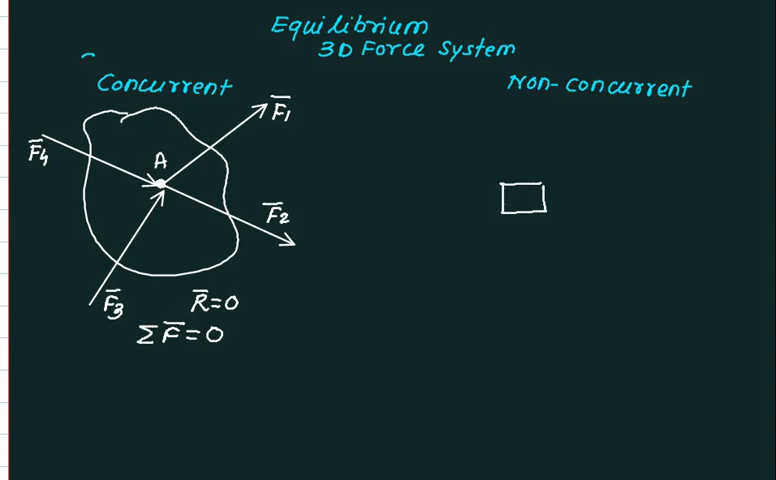 Equilibrium
3D Force System
Concurrent
Non-concurrent
F̅₁
F̅₄
A
F̅₂
F̅₃
R̅=0
ΣF̅=0